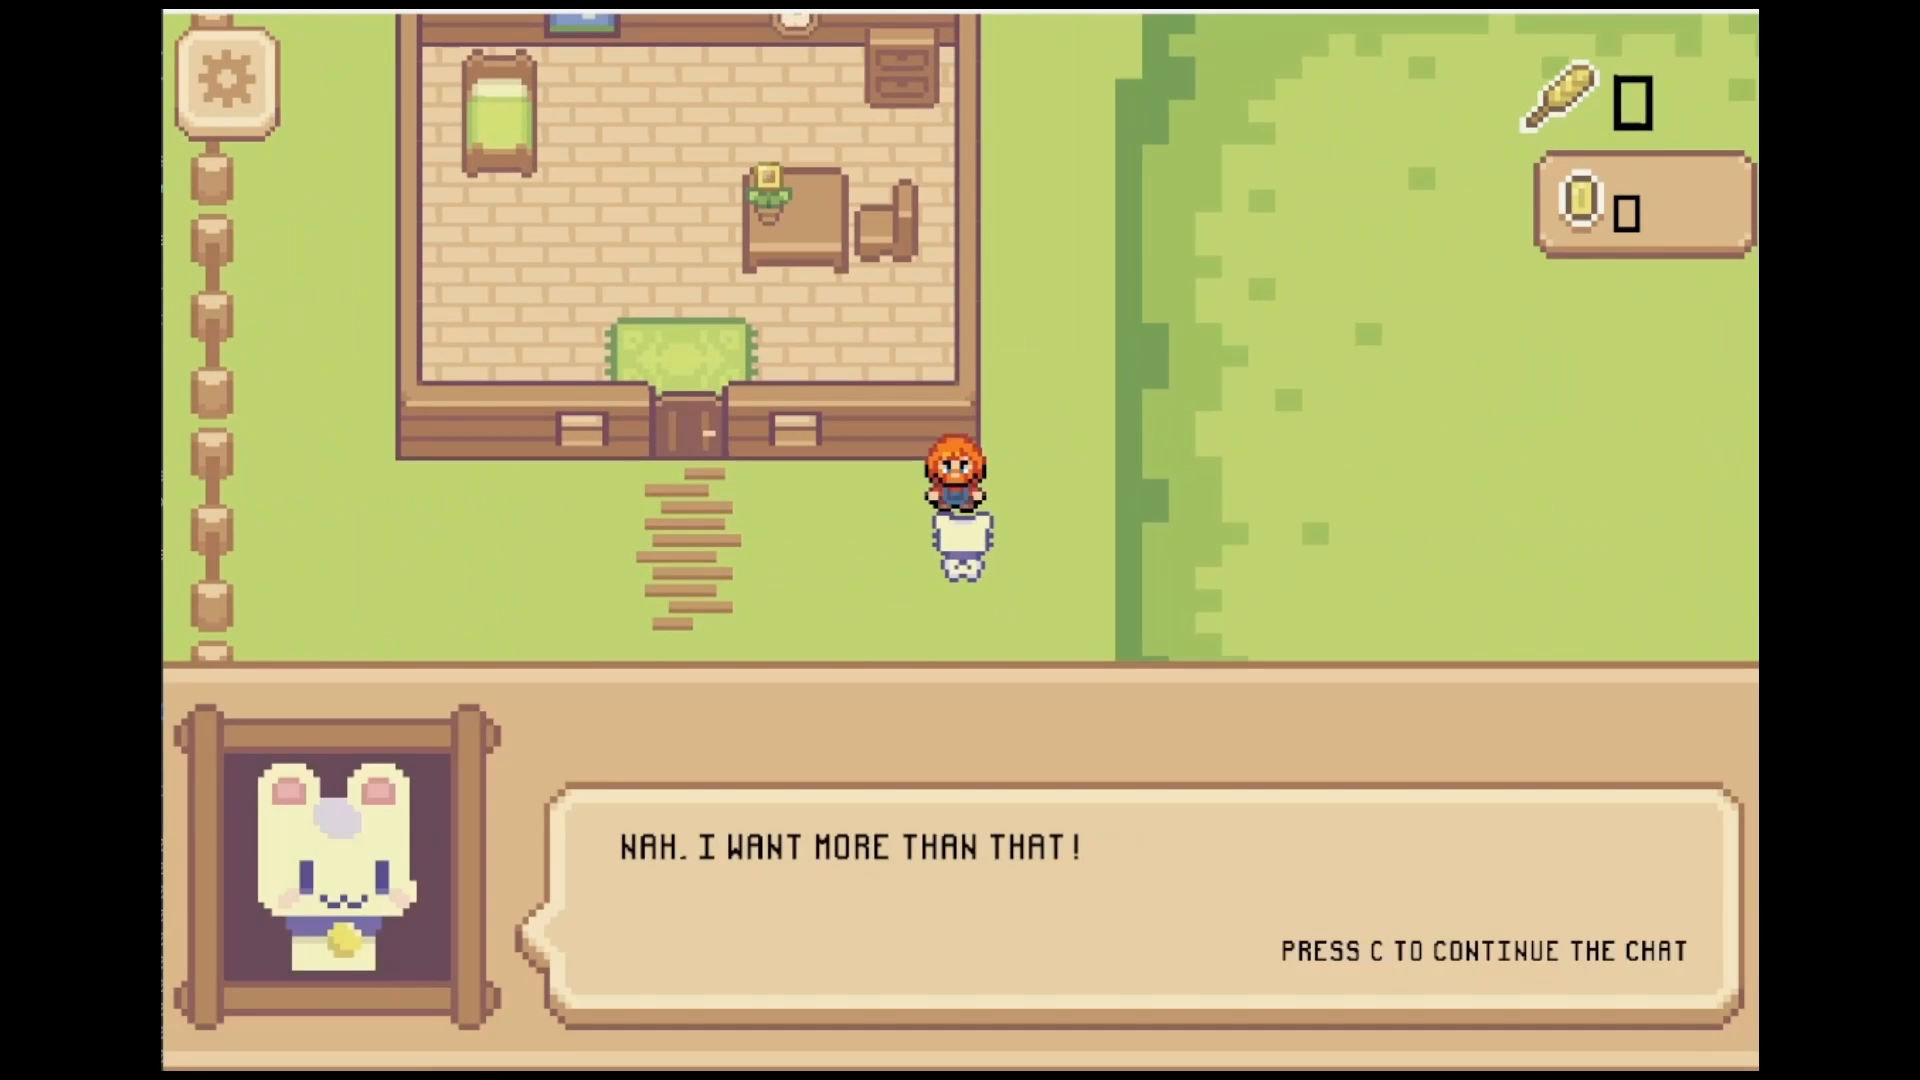 NAH. I WANT MORE THAN THAT!
PRESS C TO CONTINUE THE CHAT